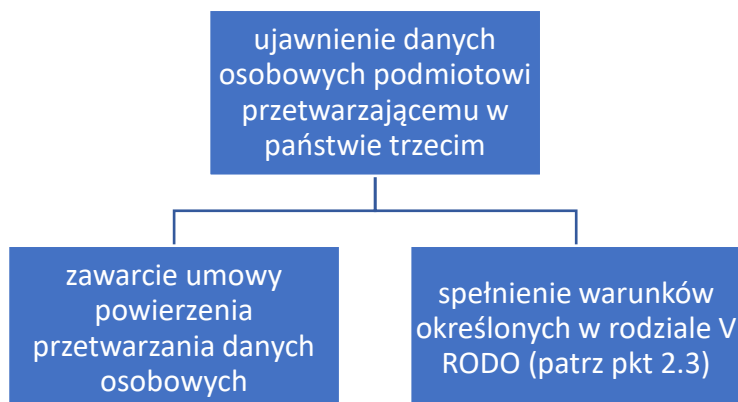 ujawnienie danych
osobowych podmiotowi
przetwarzającemu w
państwie trzecim
zawarcie umowy
powierzenia
przetwarzania danych
osobowych
spełnienie warunków
określonych w rodziale V
RODO (patrz pkt 2.3)